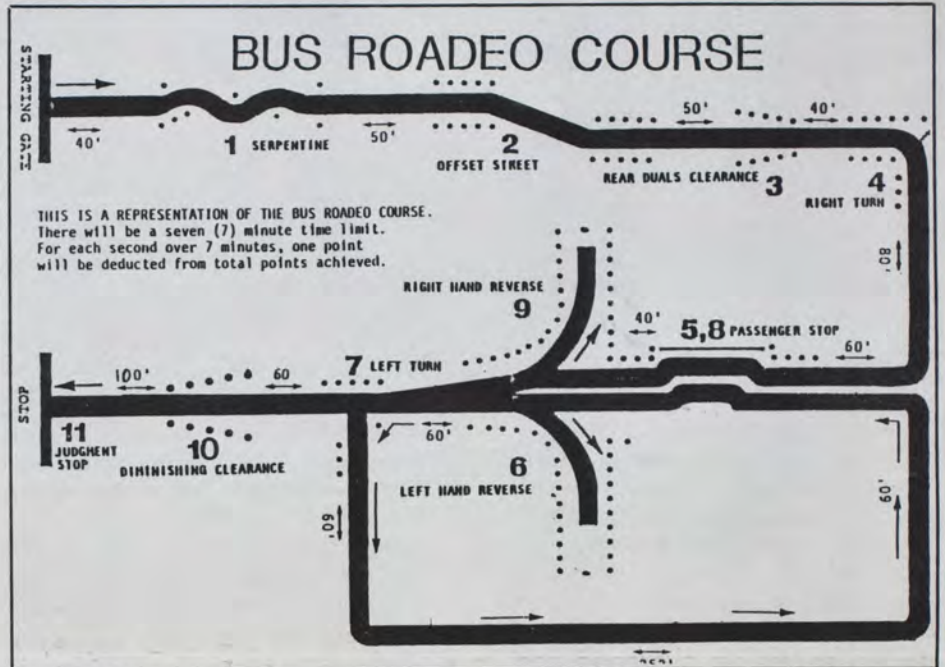 BUS ROADEO COURSE
STARTING GATE
40'
1 SERPENTINE
50'
2
OFFSET STREET
50'
40'
REAR DUALS CLEARANCE 3
4
RIGHT TURN
80'
THIS IS A REPRESENTATION OF THE BUS ROADEO COURSE.
There will be a seven (7) minute time limit.
For each second over 7 minutes, one point
will be deducted from total points achieved.
RIGHT HAND REVERSE
9
40'
5,8 PASSENGER STOP
60'
7 LEFT TURN
100'
60
STOP
11
JUDGMENT
STOP
10
DIMINISHING CLEARANCE
60'
6
LEFT HAND REVERSE
60'
60'